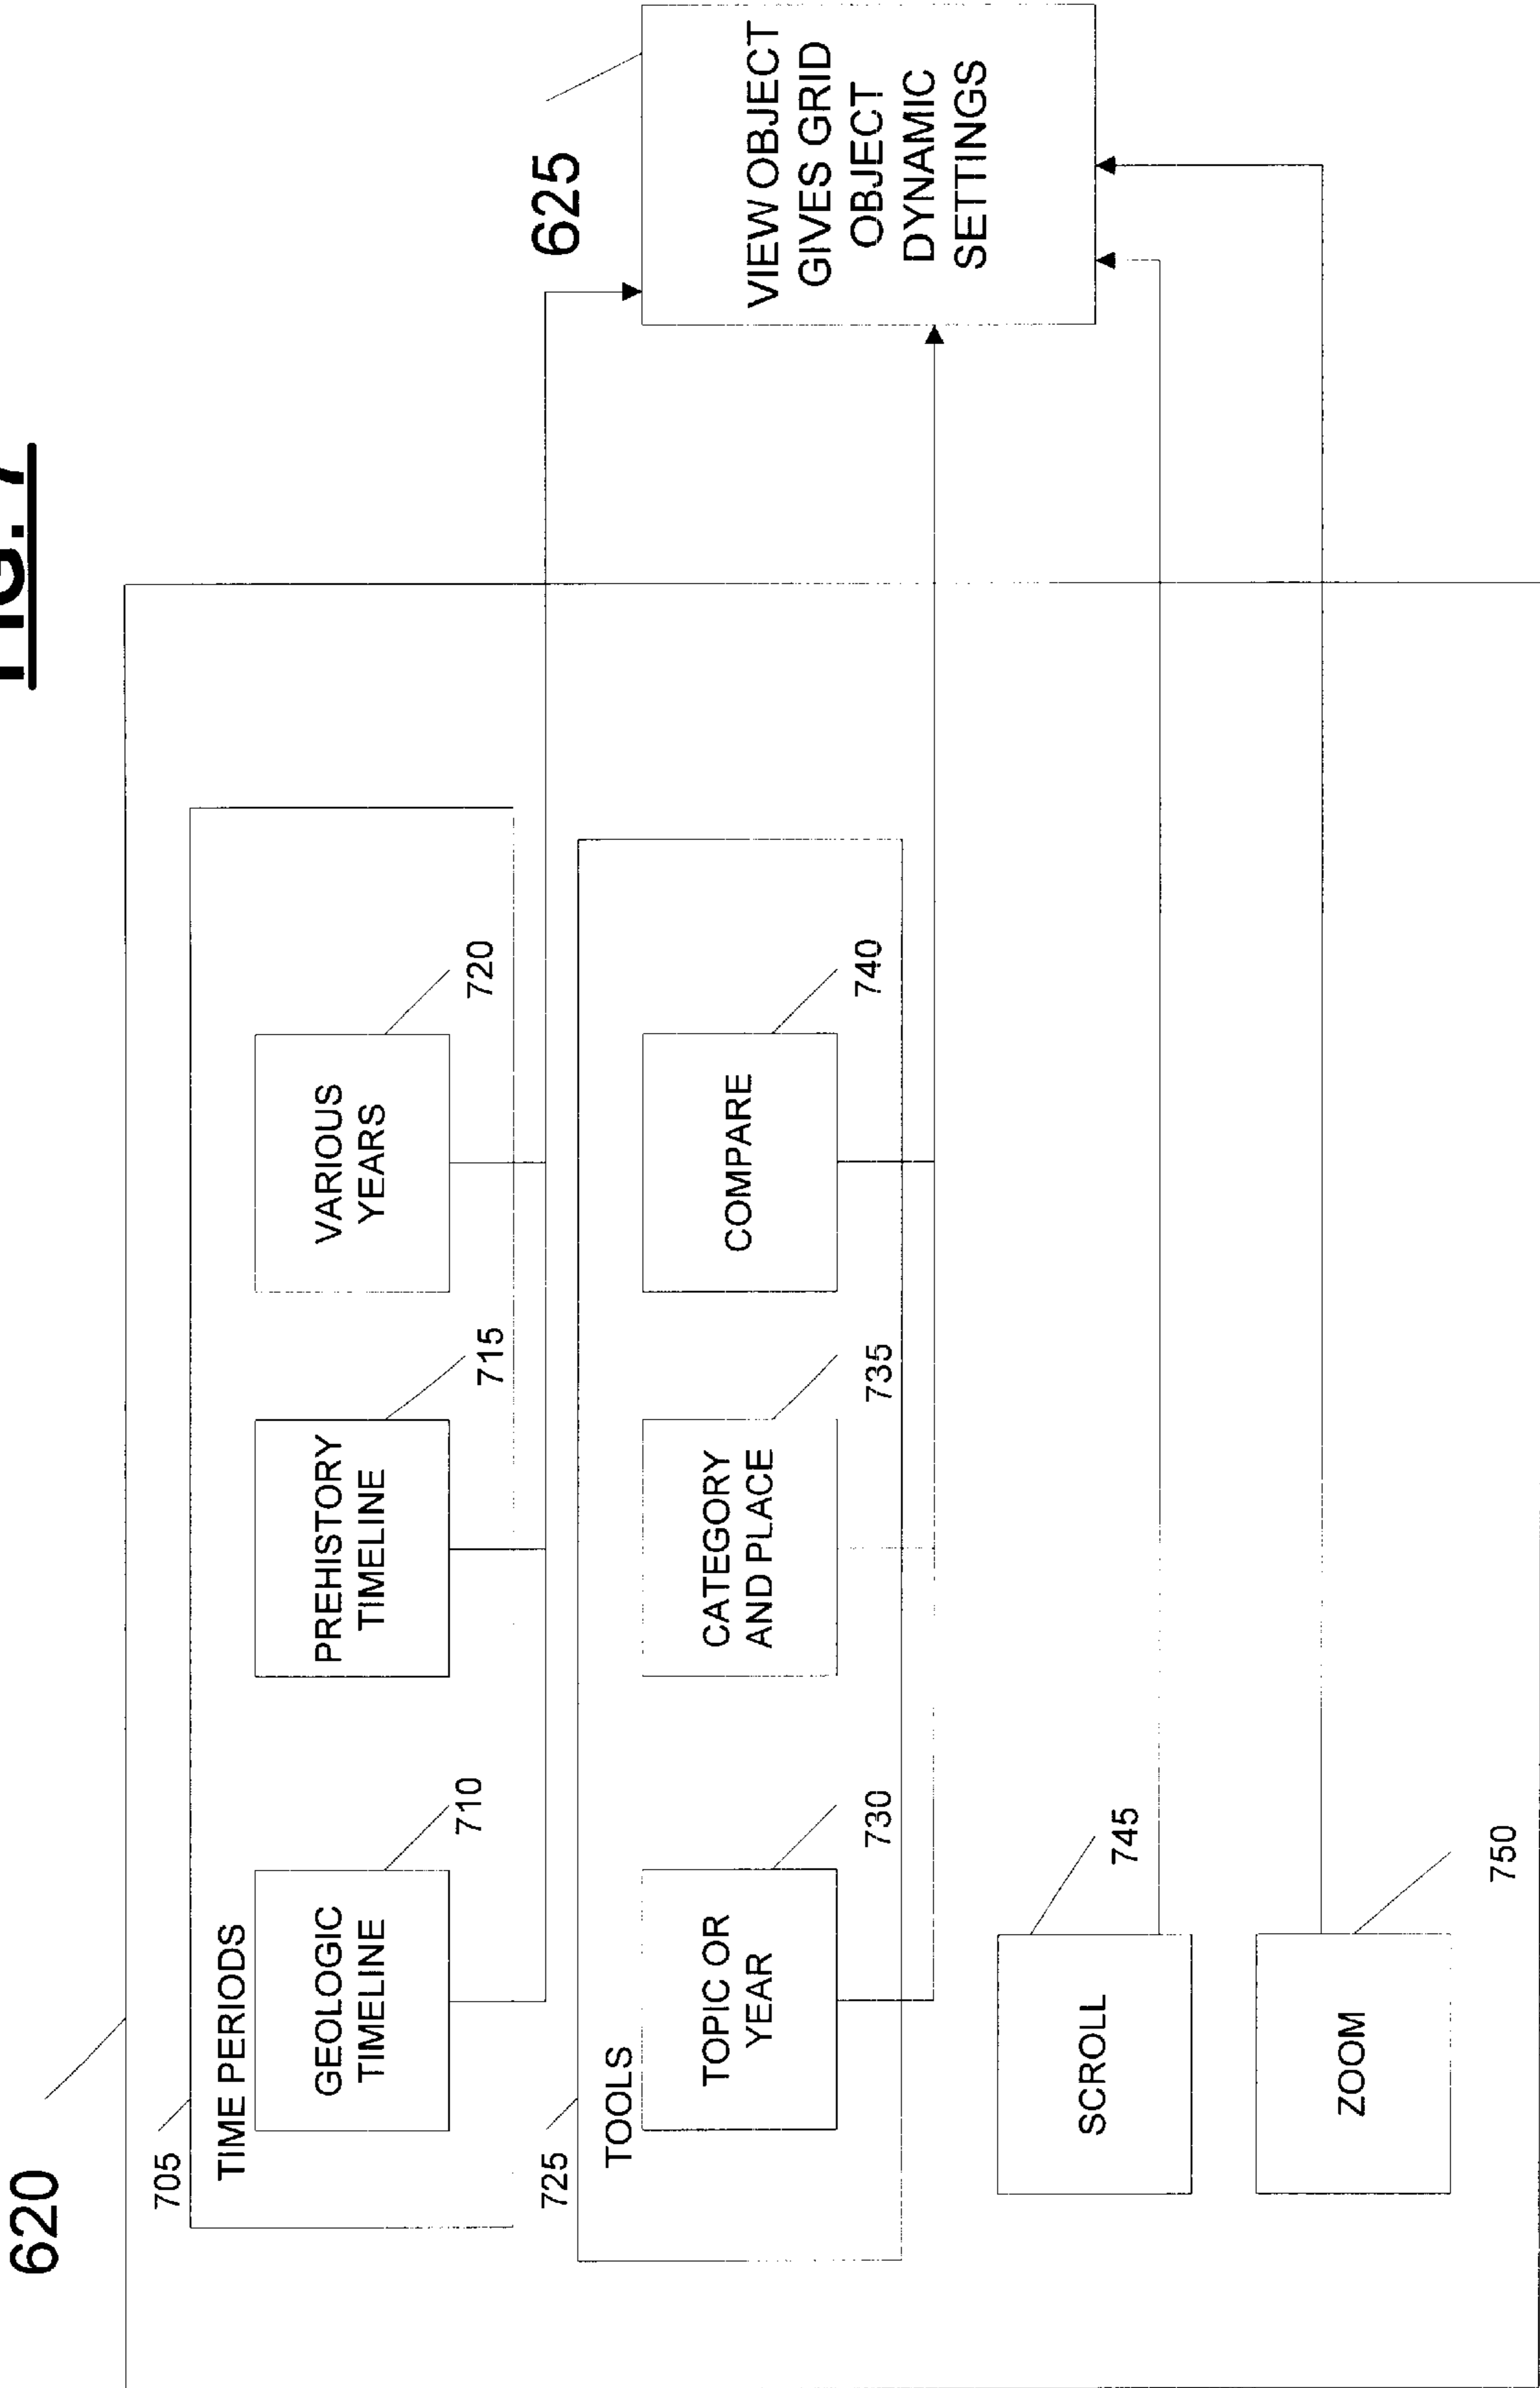 FIG. 7
620
705
TIME PERIODS
GEOLOGIC
TIMELINE
710
PREHISTORY
TIMELINE
715
VARIOUS
YEARS
720
725
TOOLS
TOPIC OR
YEAR
730
CATEGORY
AND PLACE
735
COMPARE
740
SCROLL
745
ZOOM
750
625
VIEW OBJECT
GIVES GRID
OBJECT
DYNAMIC
SETTINGS